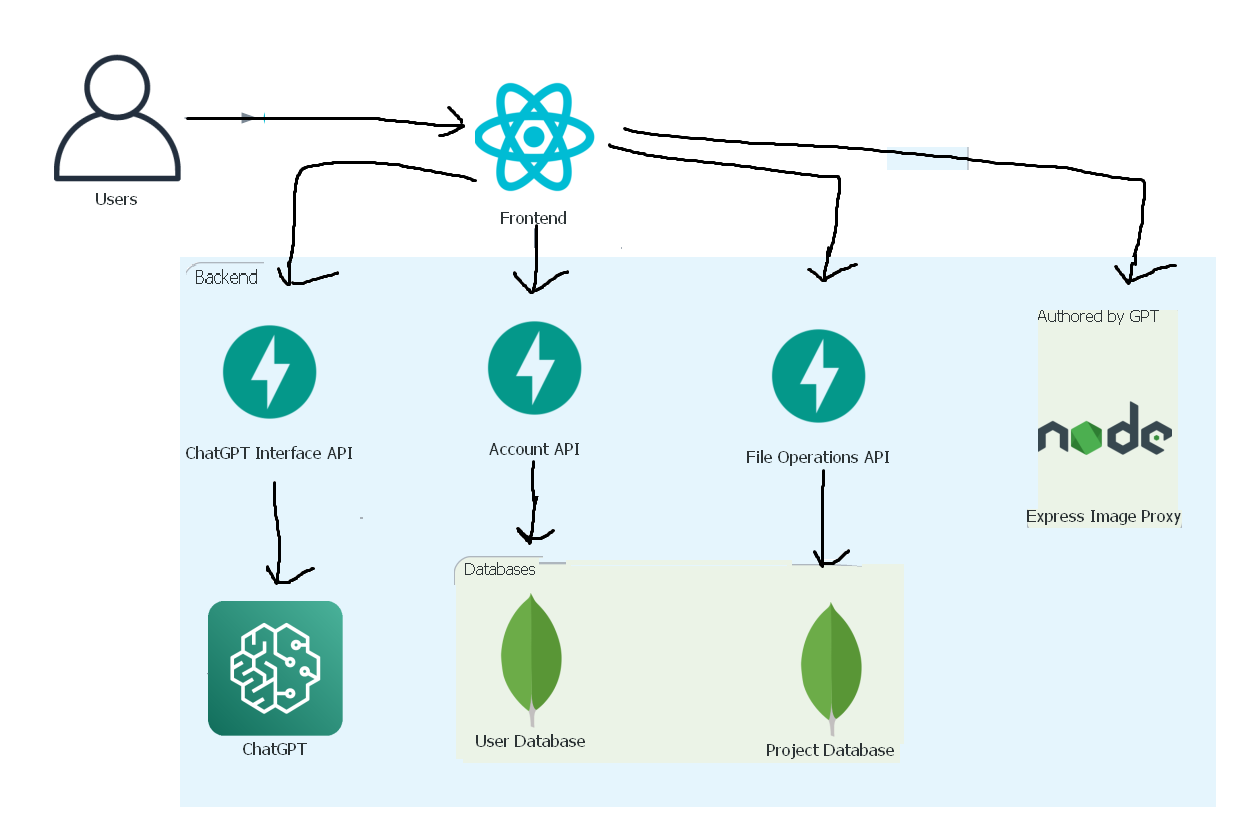 Users
Frontend
Backend
Authored by GPT
ChatGPT Interface API
Account API
File Operations API
node
Express Image Proxy
Databases
User Database
Project Database
ChatGPT